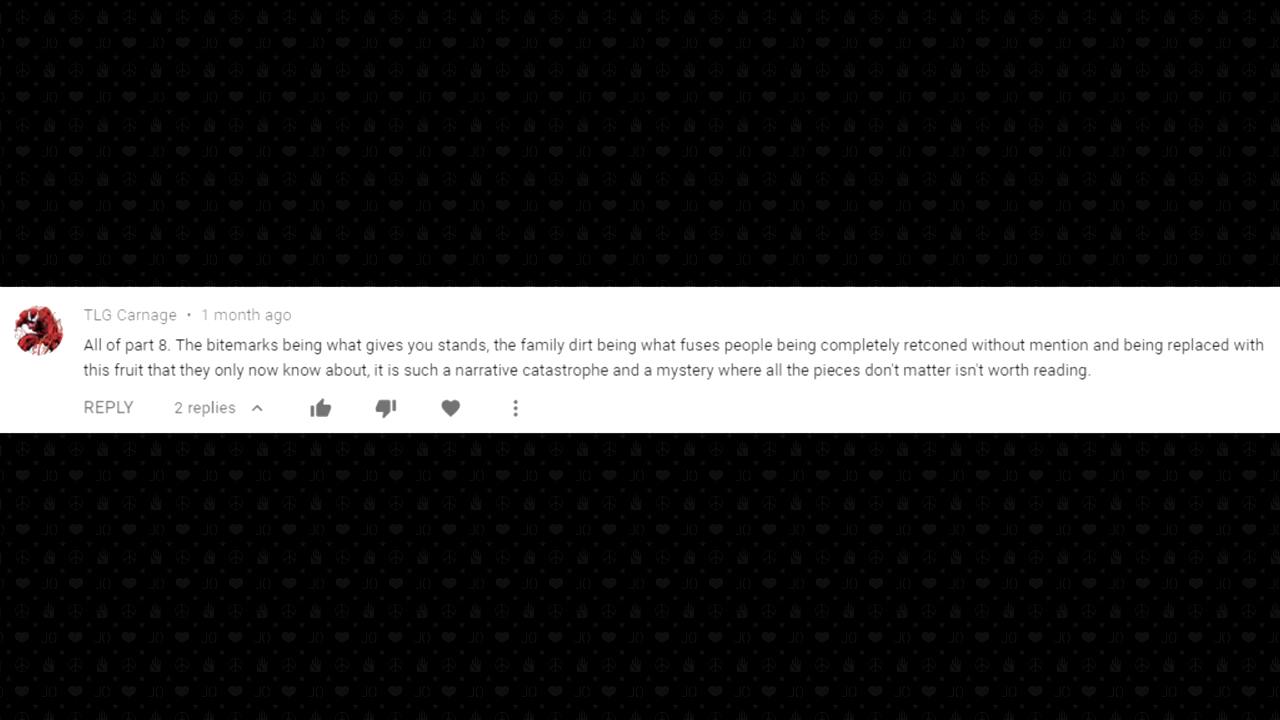 TLG Carnage • 1 month ago
All of part 8. The bitemarks being what gives you stands, the family dirt being what fuses people being completely retconed without mention and being replaced with
this fruit that they only now know about, it is such a narrative catastrophe and a mystery where all the pieces don't matter isn't worth reading.
REPLY 2 replies